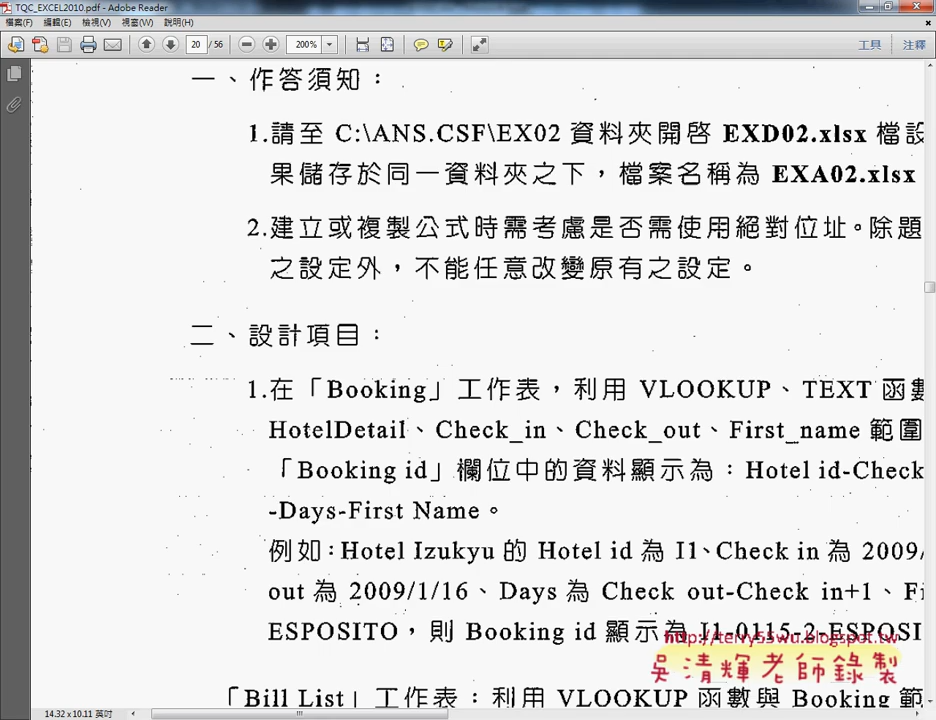 TQC_EXCEL2010.pdf - Adobe Reader
檔案(F) 編輯(E) 檢視(V) 視窗(W) 說明(H)
20 / 56 200% 工具 注釋
一、作答須知：
1.請至 C:\ANS.CSF\EX02 資料夾開啓 EXD02.xlsx 檔設
果儲存於同一資料夾之下，檔案名稱為 EXA02.xlsx
2.建立或複製公式時需考慮是否需使用絕對位址。除題
之設定外，不能任意改變原有之設定。
二、設計項目：
1.在「Booking」工作表，利用 VLOOKUP、TEXT 函數
HotelDetail、Check_in、Check_out、First_name 範圍
「Booking id」欄位中的資料顯示為：Hotel id-Check
-Days-First Name。
例如：Hotel Izukyu 的 Hotel id 為 I1、Check in 為 2009/
out 為 2009/1/16、Days 為 Check out-Check in+1、Fi
ESPOSITO，則 Booking id 顯示為 I1-0115-2-ESPOSI
http://terry55wu.blogspot.tw
吳清輝老師錄製
「Bill List」工作表：利用 VLOOKUP 函數與 Booking 範
14.32 x 10.11 英吋